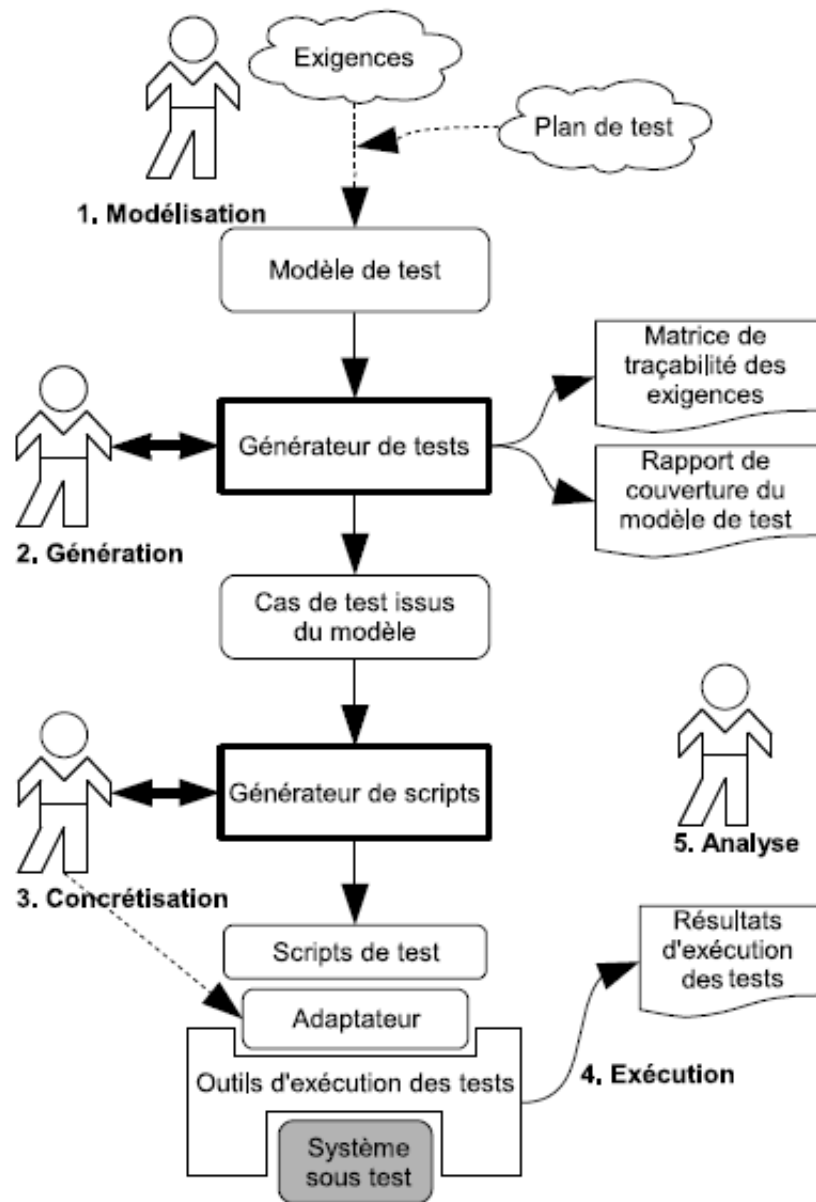 Exigences
Plan de test
1. Modélisation
Modèle de test
Matrice de
traçabilité des
exigences
Générateur de tests
Rapport de
couverture du
modèle de test
2. Génération
Cas de test issus
du modèle
Générateur de scripts
5. Analyse
3. Concrétisation
Scripts de test
Résultats
d'exécution
des tests
Adaptateur
4. Exécution
Outils d'exécution des tests
Système
sous test